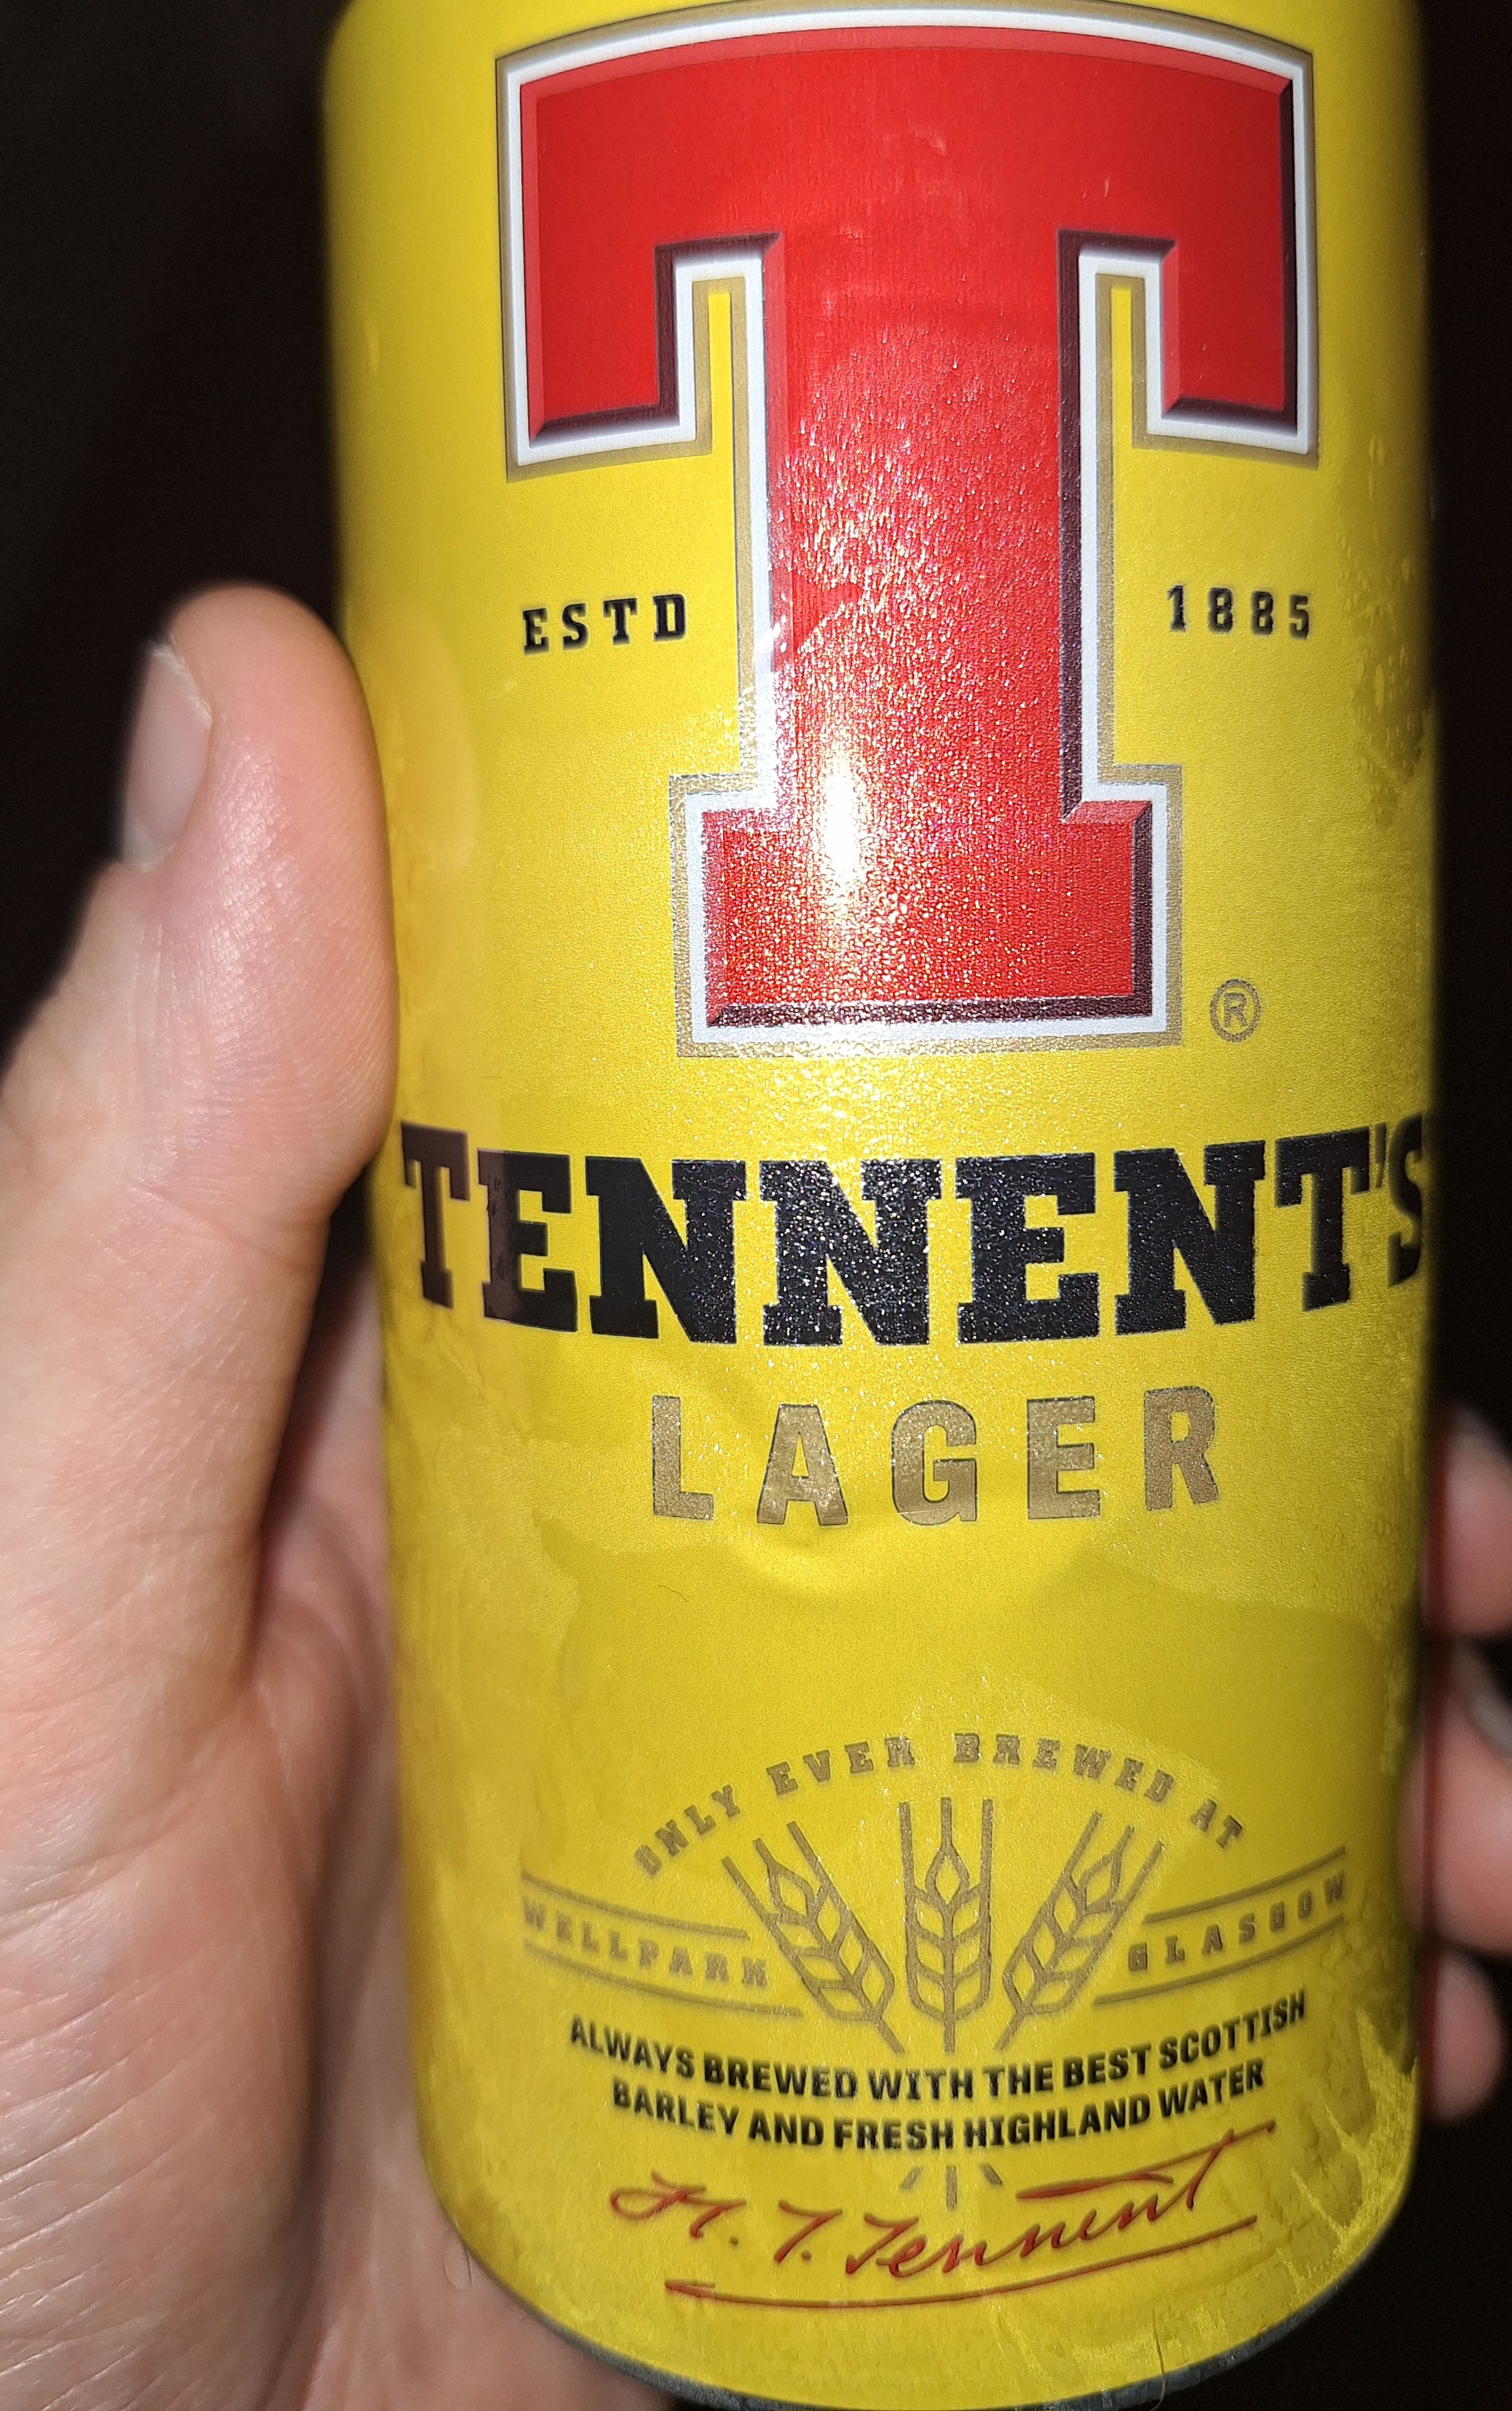 T
ESTD 1885
®
TENNENT'S
LAGER
ONLY EVER BREWED AT
WELLPARK GLASGOW
ALWAYS BREWED WITH THE BEST SCOTTISH
BARLEY AND FRESH HIGHLAND WATER
H. T. Tennent